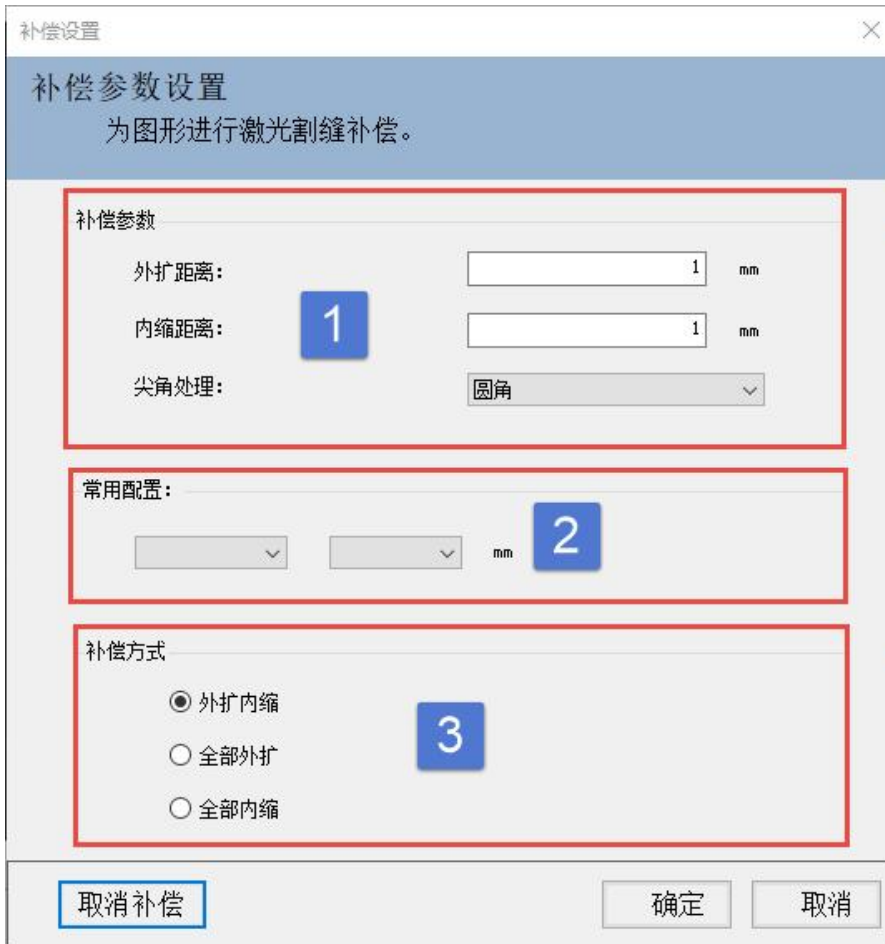 补偿设置
补偿参数设置
为图形进行激光割缝补偿。
补偿参数
外扩距离： 1 mm
1
内缩距离： 1 mm
尖角处理： 圆角
常用配置：
mm 2
补偿方式
外扩内缩
全部外扩 3
全部内缩
取消补偿 确定 取消